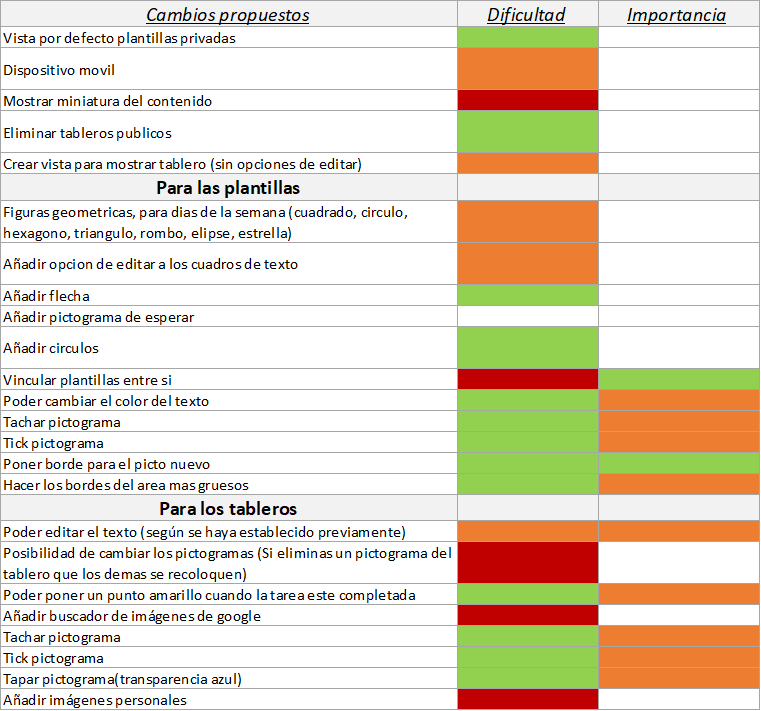 Cambios propuestos Dificultad Importancia
Vista por defecto plantillas privadas
Dispositivo movil
Mostrar miniatura del contenido
Eliminar tableros publicos
Crear vista para mostrar tablero (sin opciones de editar)
Para las plantillas
Figuras geometricas, para dias de la semana (cuadrado, circulo,
hexagono, triangulo, rombo, elipse, estrella)
Añadir opcion de editar a los cuadros de texto
Añadir flecha
Añadir pictograma de esperar
Añadir circulos
Vincular plantillas entre si
Poder cambiar el color del texto
Tachar pictograma
Tick pictograma
Poner borde para el picto nuevo
Hacer los bordes del area mas gruesos
Para los tableros
Poder editar el texto (según se haya establecido previamente)
Posibilidad de cambiar los pictogramas (Si eliminas un pictograma del
tablero que los demas se recoloquen)
Poder poner un punto amarillo cuando la tarea este completada
Añadir buscador de imágenes de google
Tachar pictograma
Tick pictograma
Tapar pictograma(transparencia azul)
Añadir imágenes personales